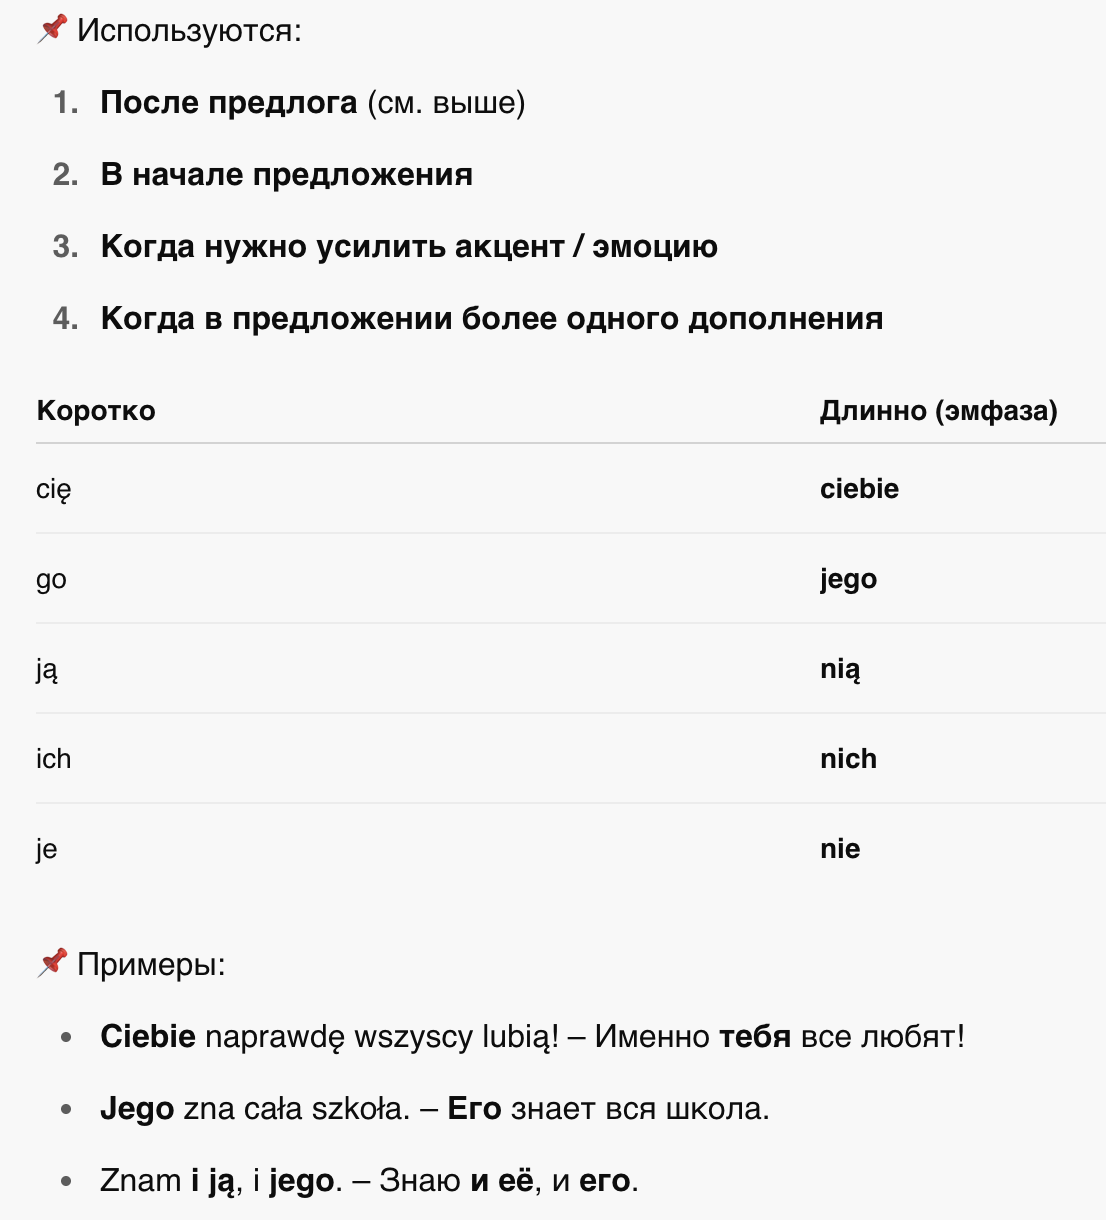 📌 Используются:
1. После предлога (см. выше)
2. В начале предложения
3. Когда нужно усилить акцент / эмоцию
4. Когда в предложении более одного дополнения
Коротко Длинно (эмфаза)
cię ciebie
go jego
ją nią
ich nich
je nie
📌 Примеры:
• Ciebie naprawdę wszyscy lubią! – Именно тебя все любят!
• Jego zna cała szkoła. – Его знает вся школа.
• Znam i ją, i jego. – Знаю и её, и его.